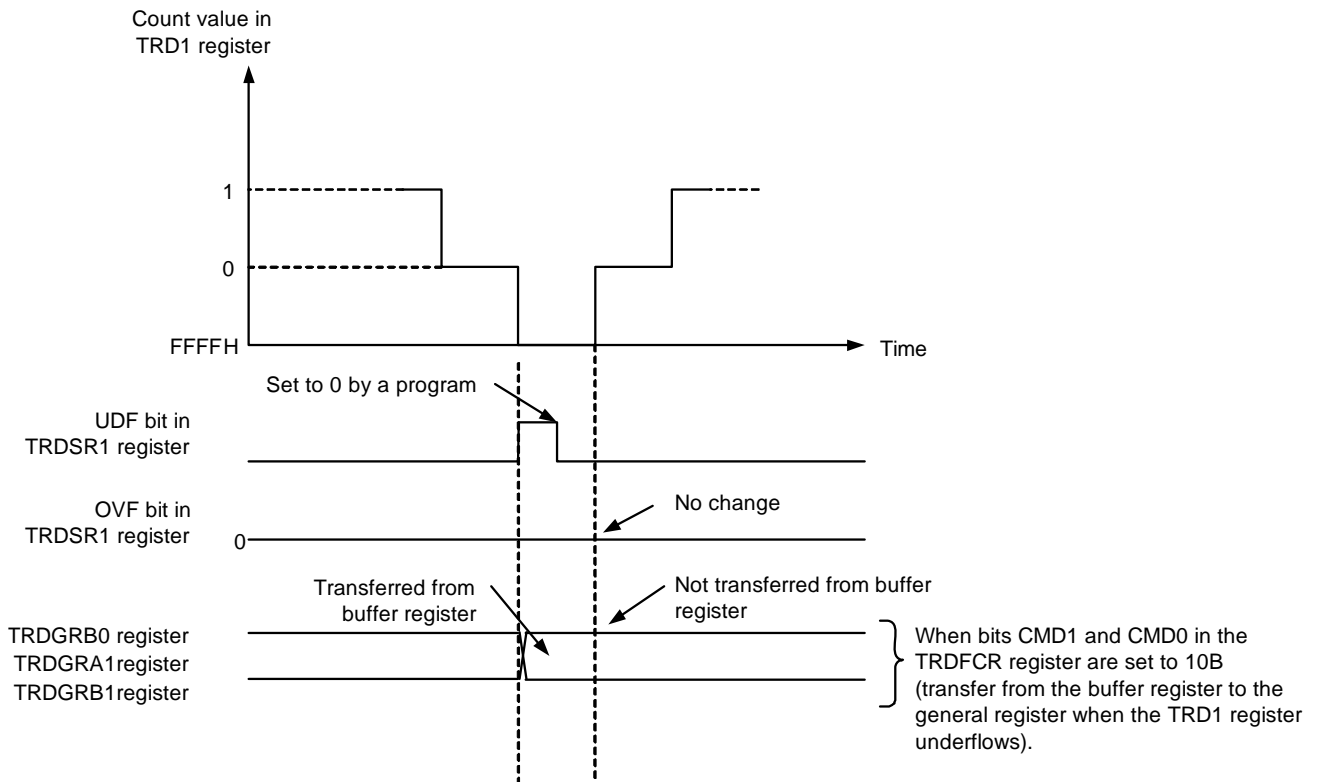 Count value in
TRD1 register
1
0
FFFFH
Time
Set to 0 by a program
UDF bit in
TRDSR1 register
OVF bit in
TRDSR1 register
0
No change
Transferred from
buffer register
Not transferred from buffer
register
TRDGRB0 register
TRDGRA1register
TRDGRB1register
When bits CMD1 and CMD0 in the
TRDFCR register are set to 10B
(transfer from the buffer register to the
general register when the TRD1 register
underflows).